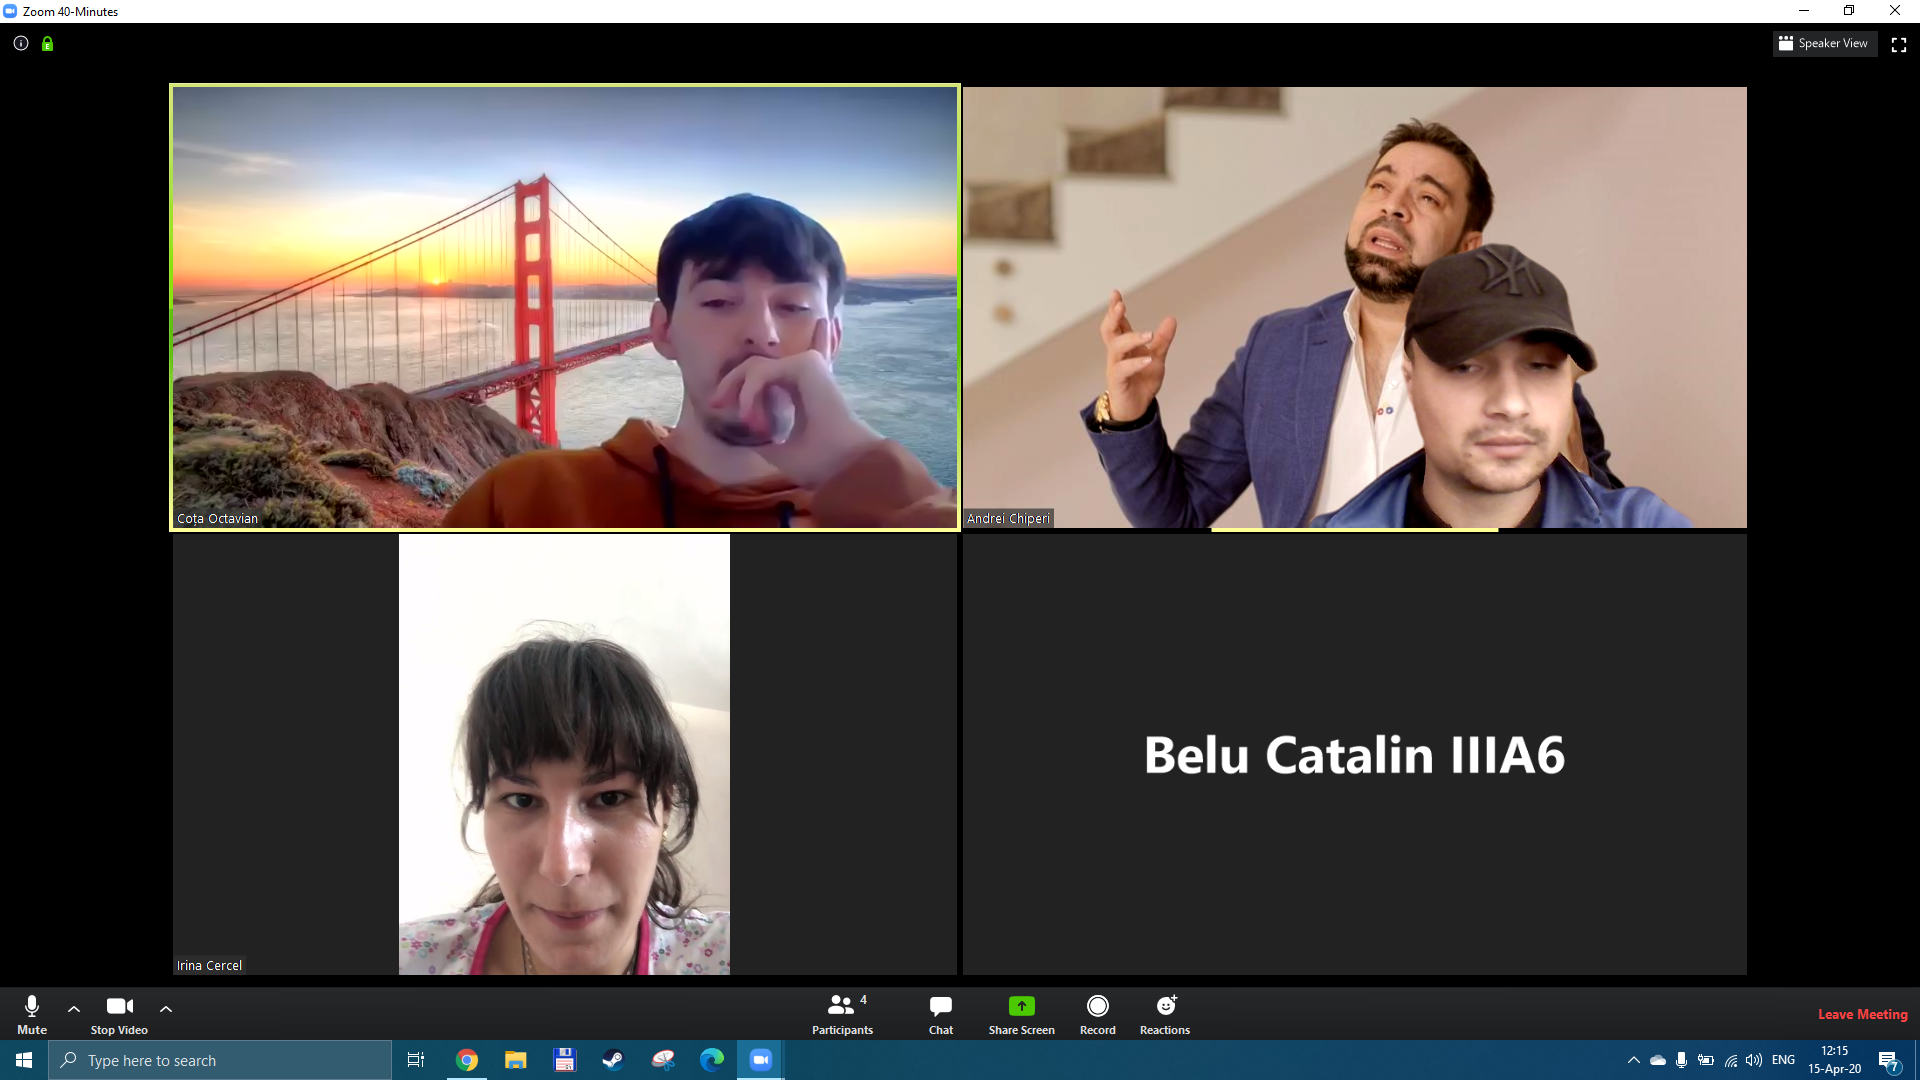 Zoom 40-Minutes
Speaker View
Coța Octavian
Andrei Chiperi
Irina Cercel
Belu Catalin IIIA6
Mute
Stop Video
4
Participants
Chat
Share Screen
Record
Reactions
Leave Meeting
Type here to search
ENG
12:15
15-Apr-20
7